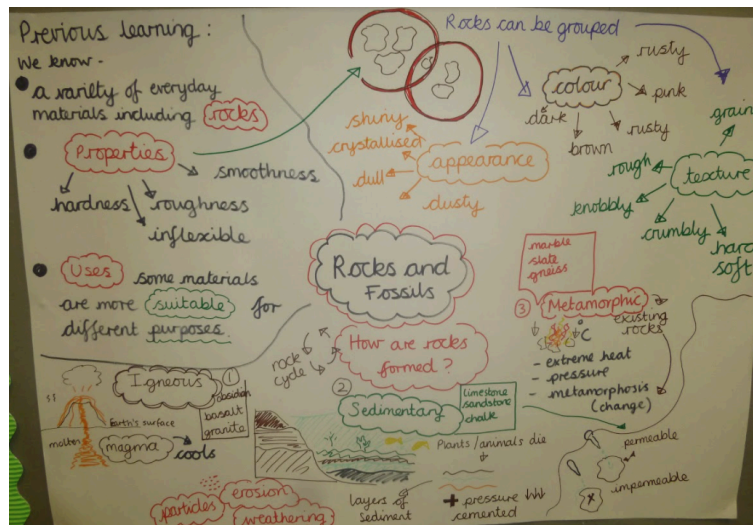 Previous learning :
We know -
a variety of everyday
materials including rocks
Properties
smoothness
hardness
roughness
inflexible
Uses some materials
are more suitable for
different purposes.
Rocks can be grouped
colour
rusty
pink
rusty
brown
dark
appearance
shiny
crystallised
dull
dusty
texture
grain
rough
knobbly
crumbly
hard
soft
Rocks and
Fossils
How are rocks
formed ?
rock
cycle
1
Igneous
obsidian
basalt
granite
Earth's surface
molten
magma
cools
2
Sedimentary
limestone
sandstone
chalk
Plants/animals die
layers of
sediment
+ pressure
cemented
particles
erosion
weathering
3
Metamorphic
marble
slate
gneiss
existing
rocks
°C
- extreme heat
- pressure
- metamorphosis
(change)
permeable
impermeable